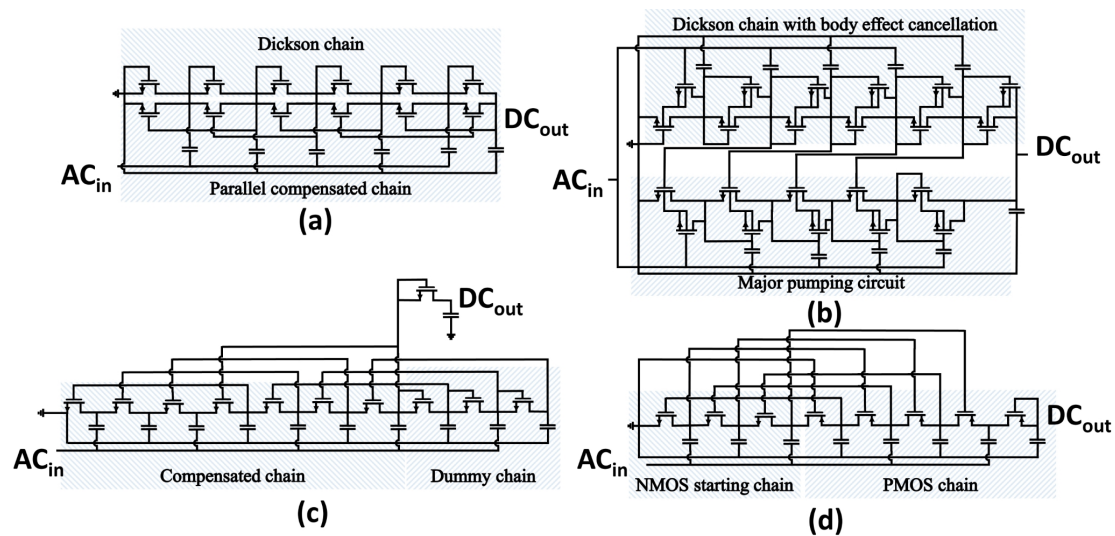 Dickson chain
DC_out
AC_in
Parallel compensated chain
(a)
Dickson chain with body effect cancellation
DC_out
AC_in
Major pumping circuit
(b)
DC_out
AC_in
Compensated chain
Dummy chain
(c)
DC_out
AC_in
NMOS starting chain
PMOS chain
(d)